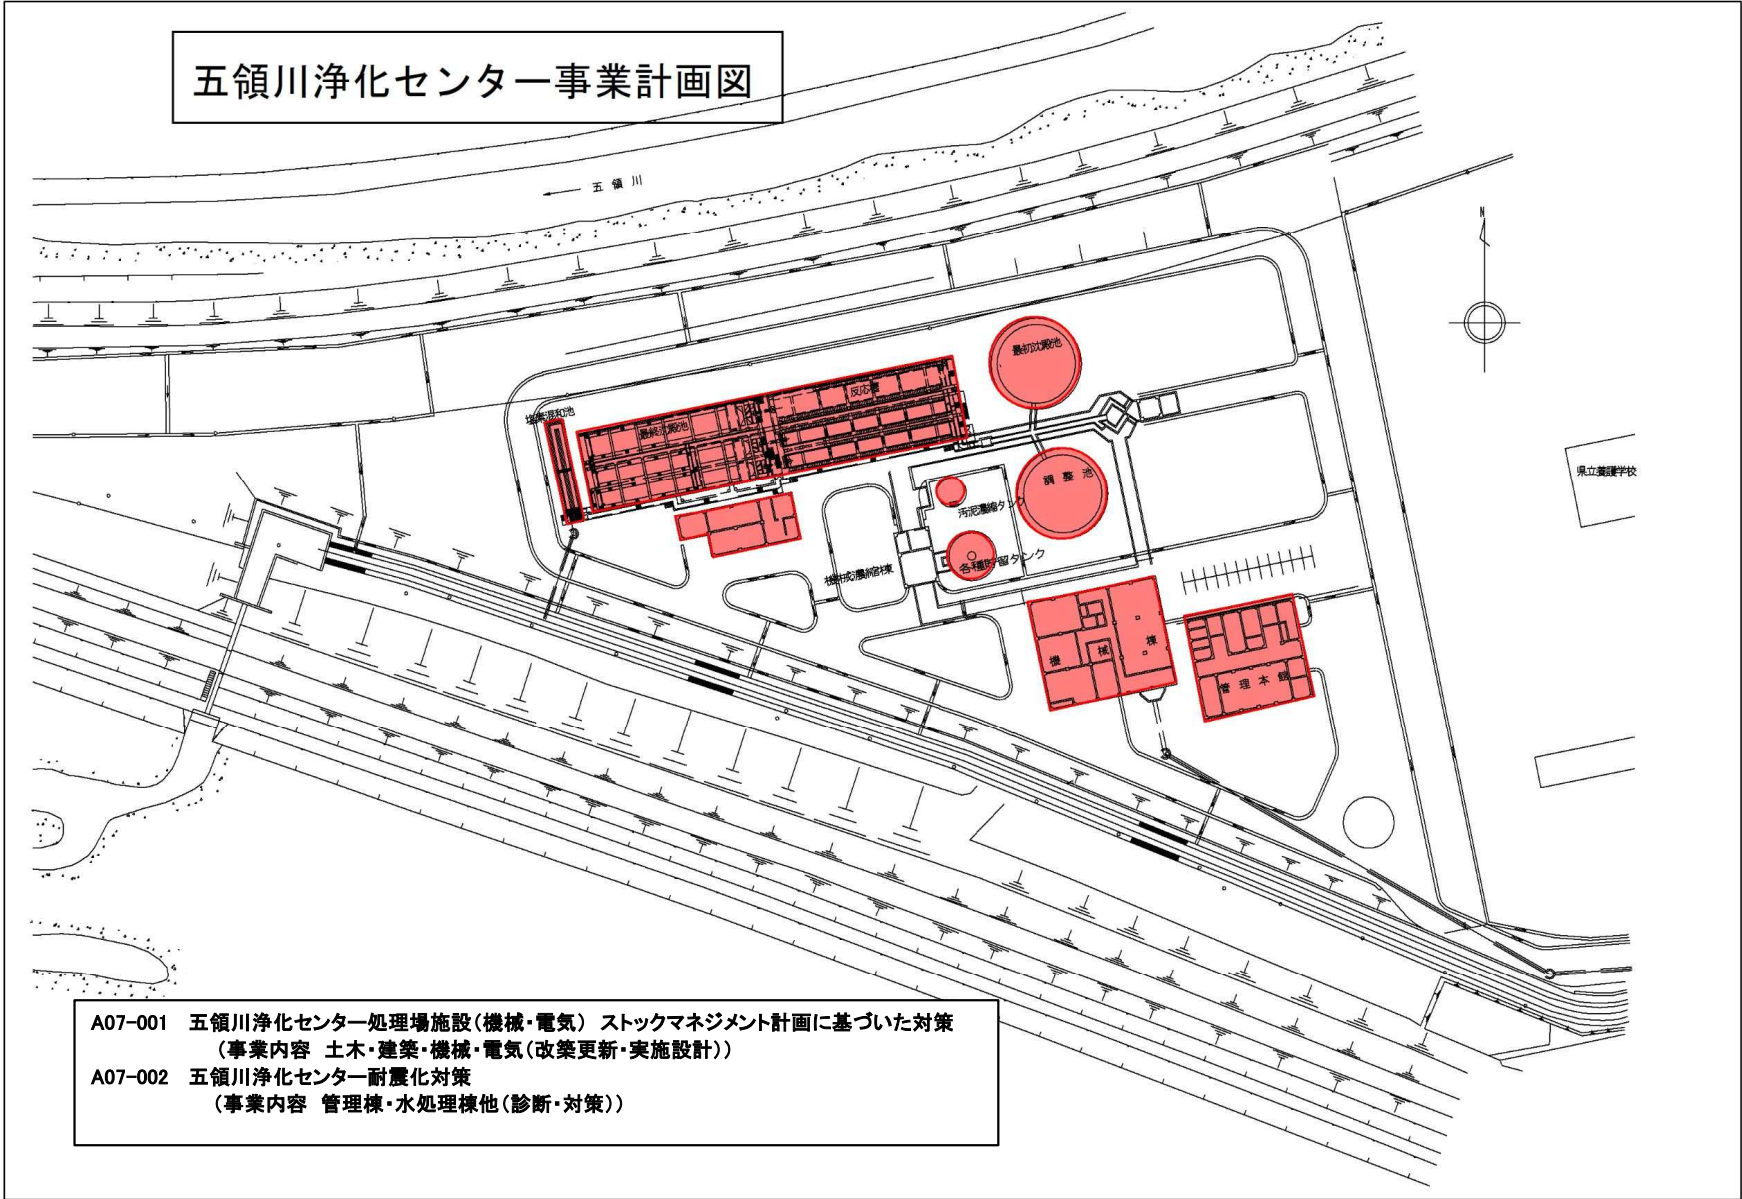 五領川浄化センター事業計画図
五領川
N
最初沈殿池
反応槽
塩素混和池
最終沈殿池
県立養護学校
調整池
汚泥濃縮タンク
各種貯留タンク
機械濃縮棟
機械棟
管理本館
A07-001 五領川浄化センター処理場施設(機械・電気) ストックマネジメント計画に基づいた対策
(事業内容 土木・建築・機械・電気(改築更新・実施設計))
A07-002 五領川浄化センター耐震化対策
(事業内容 管理棟・水処理棟他(診断・対策))